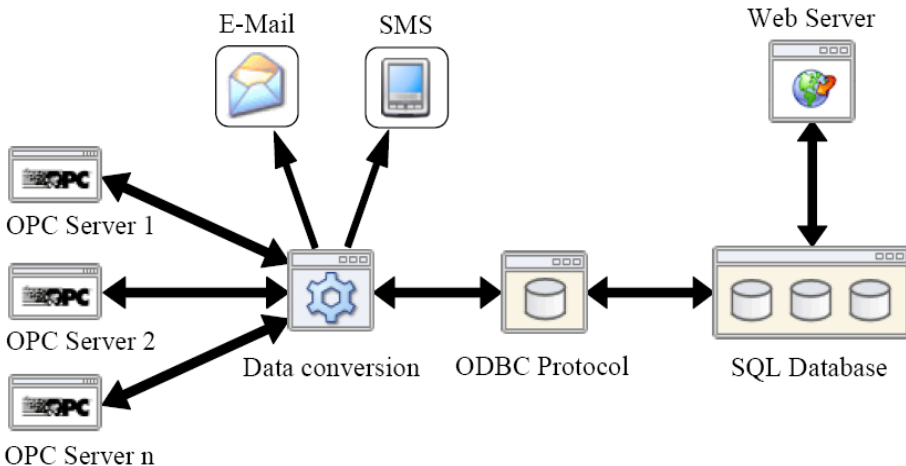 E-Mail
SMS
Web Server
OPC
OPC Server 1
OPC
OPC Server 2
Data conversion
ODBC Protocol
SQL Database
OPC
OPC Server n